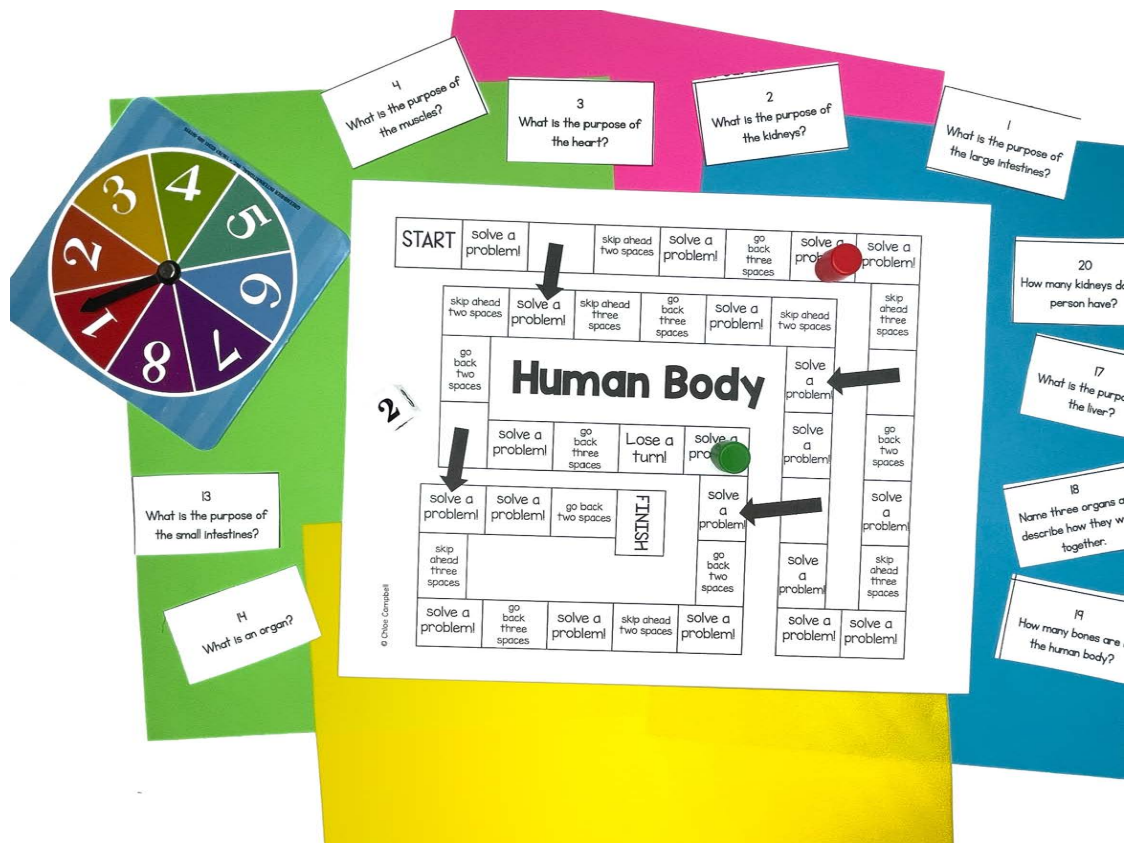 4
What is the purpose of
the muscles?
3
What is the purpose of
the heart?
2
What is the purpose of
the kidneys?
1
What is the purpose of
the large intestines?
20
How many kidneys do
person have?
17
What is the
the liver?
18
Name three organs
describe how they
together.
19
How many bones are
the human body?
13
What is the purpose of
the small intestines?
14
What is an organ?
1
2
3
4
5
6
7
8
2
START
solve a
problem!
skip ahead
two spaces
solve a
problem!
go
back
three
spaces
solve a
solve a
problem!
skip
ahead
three
spaces
go
back
two
spaces
solve
a
problem!
skip
ahead
three
spaces
solve a
problem!
solve a
problem!
solve
a
problem!
solve
a
problem!
solve
a
problem!
skip ahead
two spaces
solve a
problem!
go
back
three
spaces
skip ahead
three
spaces
solve a
problem!
skip ahead
two spaces
go
back
two
spaces
Human Body
solve a
problem!
go
back
three
spaces
Lose a
turn!
solve a
solve
a
problem!
go
back
two
spaces
solve a
problem!
skip ahead
two spaces
solve a
problem!
go
back
three
spaces
solve a
problem!
skip
ahead
three
spaces
solve a
problem!
solve a
problem!
go back
two spaces
FINISH
© Chloe Campbell